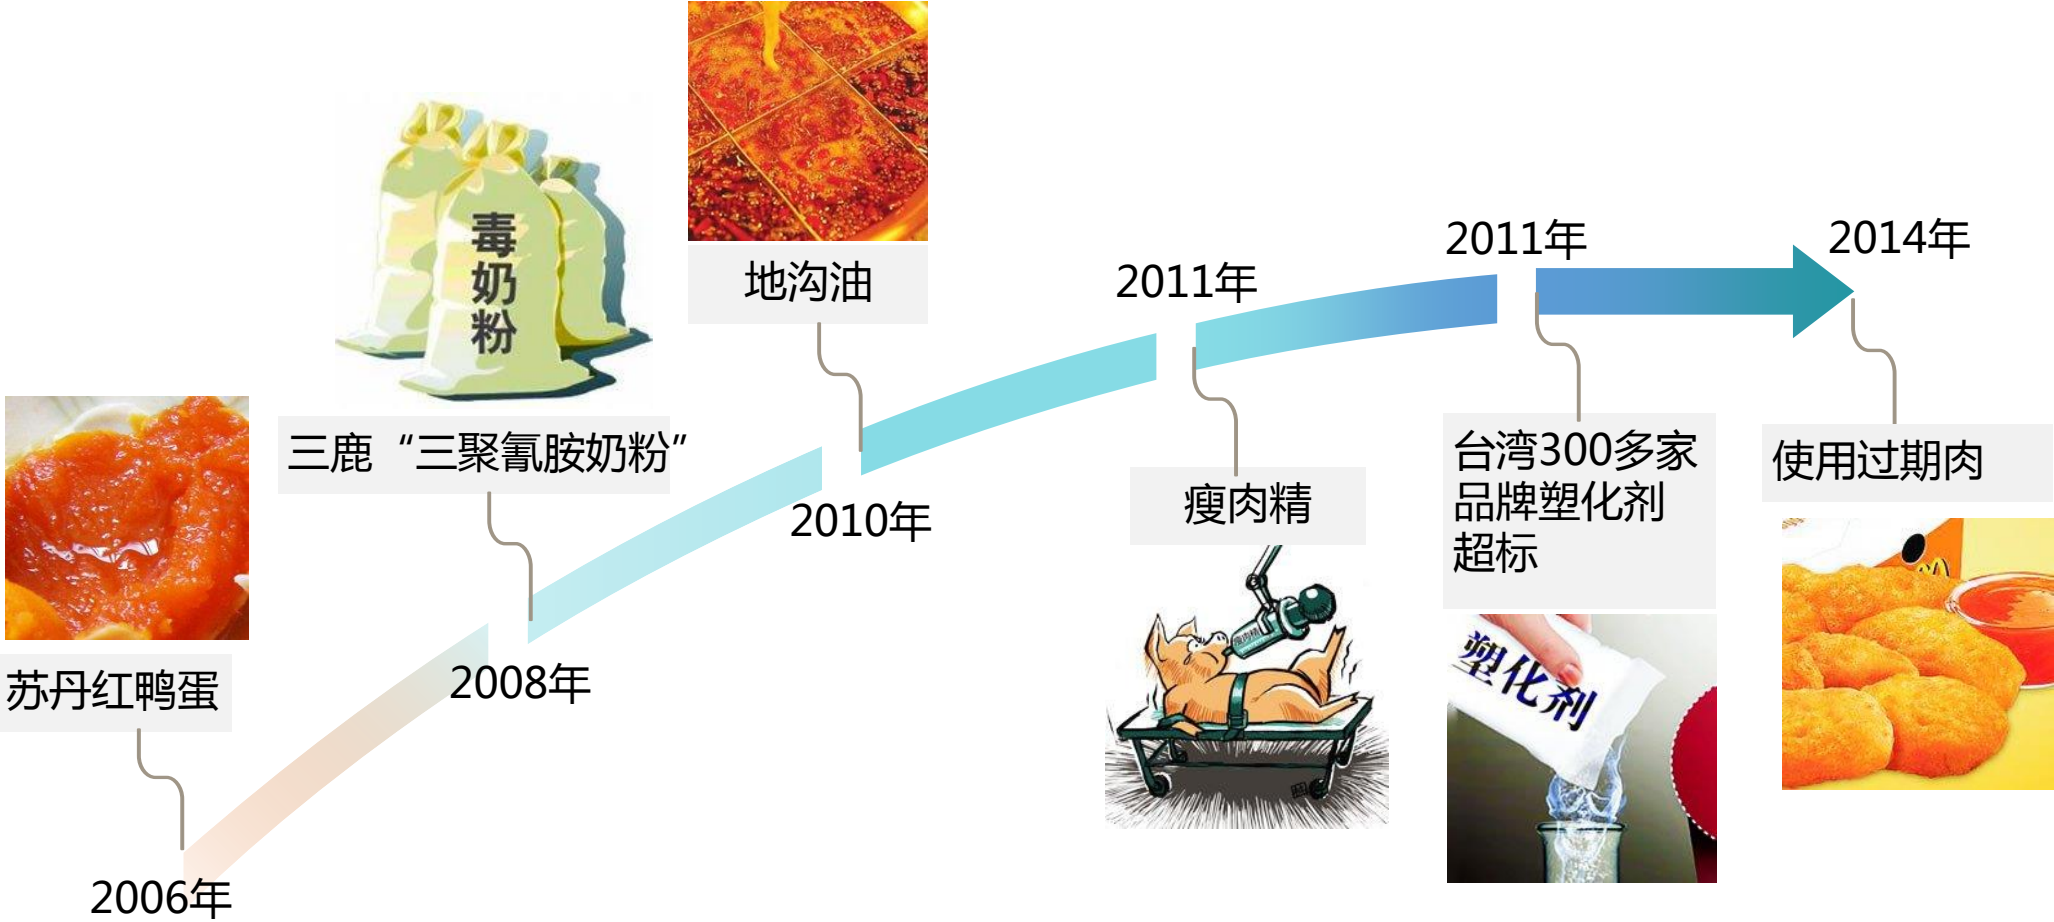 苏丹红鸭蛋
2006年
毒
奶
粉
三鹿“三聚氰胺奶粉”
2008年
地沟油
2010年
2011年
瘦肉精
瘦肉精
2011年
台湾300多家
品牌塑化剂
超标
塑化剂
2014年
使用过期肉